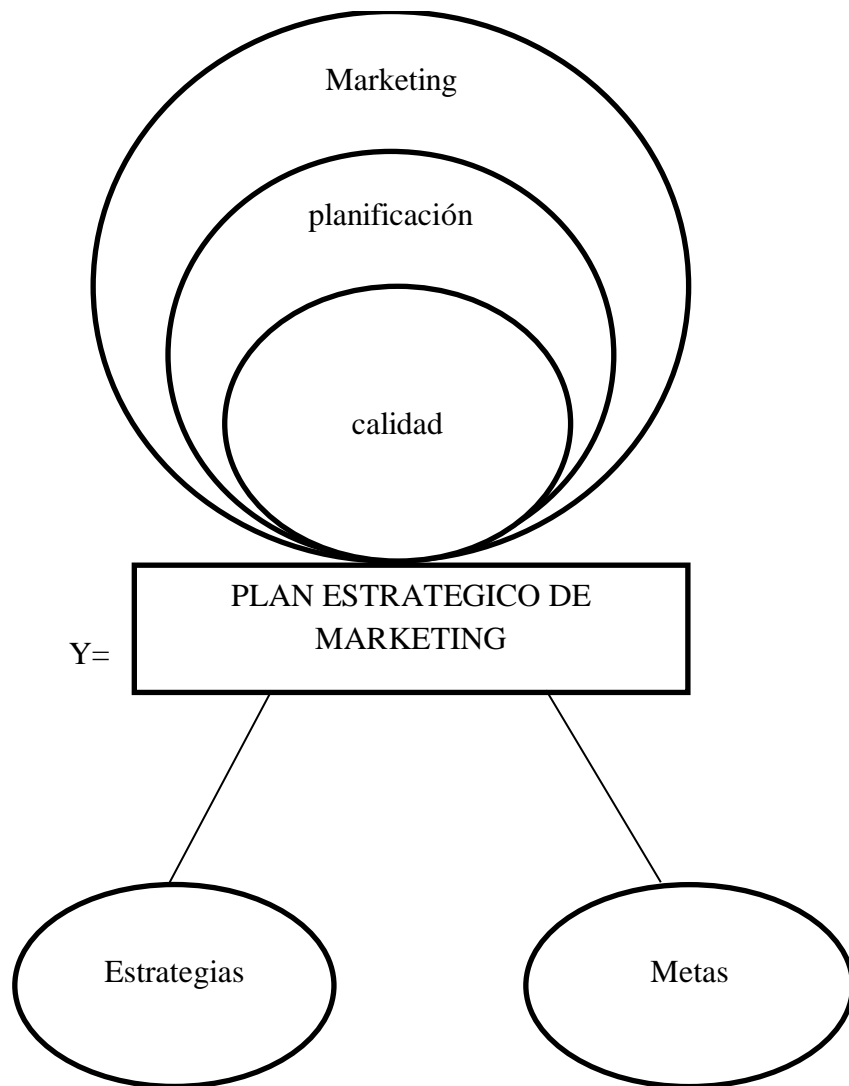 Marketing
planificación
calidad
PLAN ESTRATEGICO DE
MARKETING
Y=
Estrategias
Metas